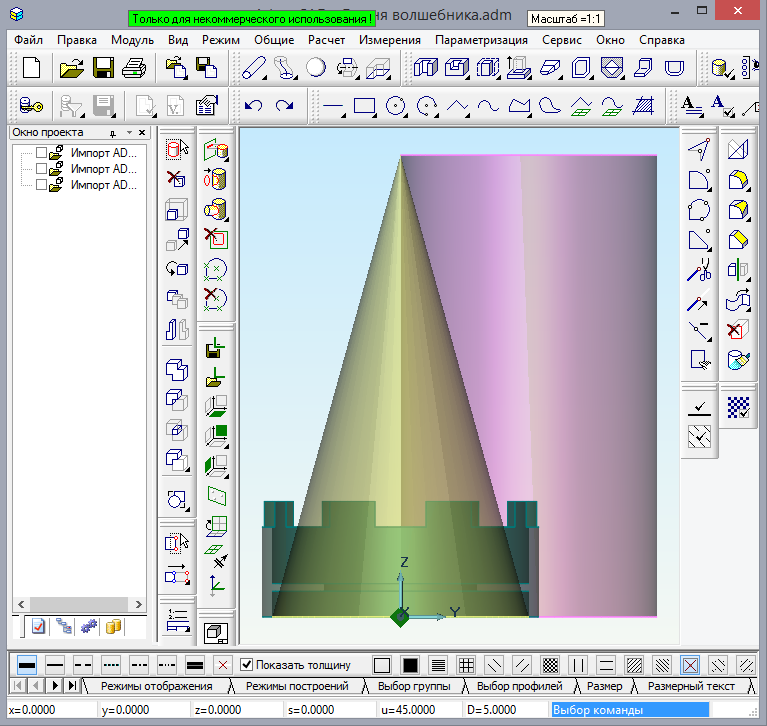 Только для некоммерческого использования !
волшебника.adm
Масштаб =1:1
Файл Правка Модуль Вид Режим Общие Расчет Измерения Параметризация Сервис Окно Справка
Окно проекта
Импорт AD...
Импорт AD...
Импорт AD...
Z
Y
Показать толщину
Режимы отображения Режимы построений Выбор группы Выбор профилей Размер Размерный текст
x=0.0000 y=0.0000 z=0.0000 s=0.0000 u=45.0000 D=5.0000 Выбор команды